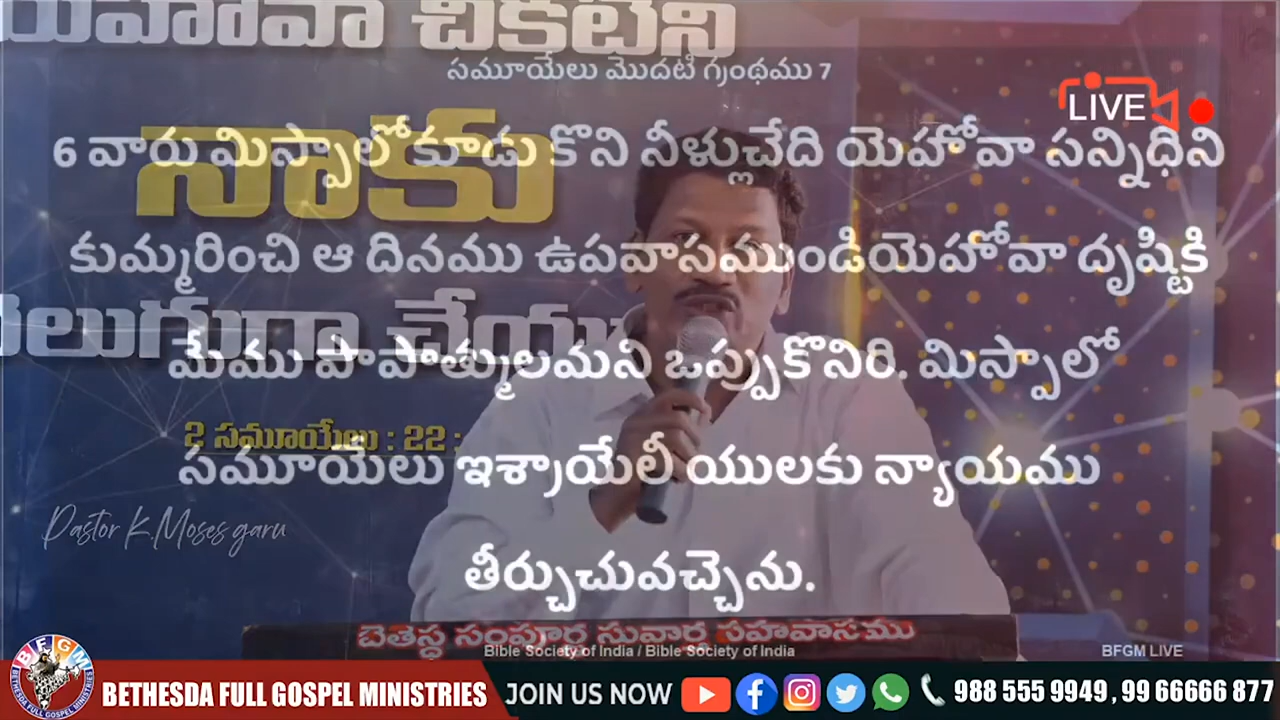 యెహోవా చీకటిని
సమూయేలు మొదటి గ్రంథము 7
LIVE
నాకు
6 వారు మిస్పాలో కూడు కొని నీళ్లుచేది యెహోవా సన్నిధిని
కుమ్మరించి ఆ దినము ఉపవాసముండియెహోవా దృష్టికి
వెలుగుగా చేయు
మేము పాపాత్ములమని ఒప్పుకొనిరి. మిస్పాలో
2 సమూయేలు : 22 :
సమూయేలు ఇశ్రాయేలీ యులకు న్యాయము
Pastor K.Moses garu
తీర్చుచువచ్చెను.
బెతెస్ధ సంపూర్ణ సువార్త సహవాసము
Bible Society of India / Bible Society of India
BFGM LIVE
BFGM
BETHESDA FULL GOSPEL MINISTRIES
JOIN US NOW
988 555 9949 , 99 66666 877